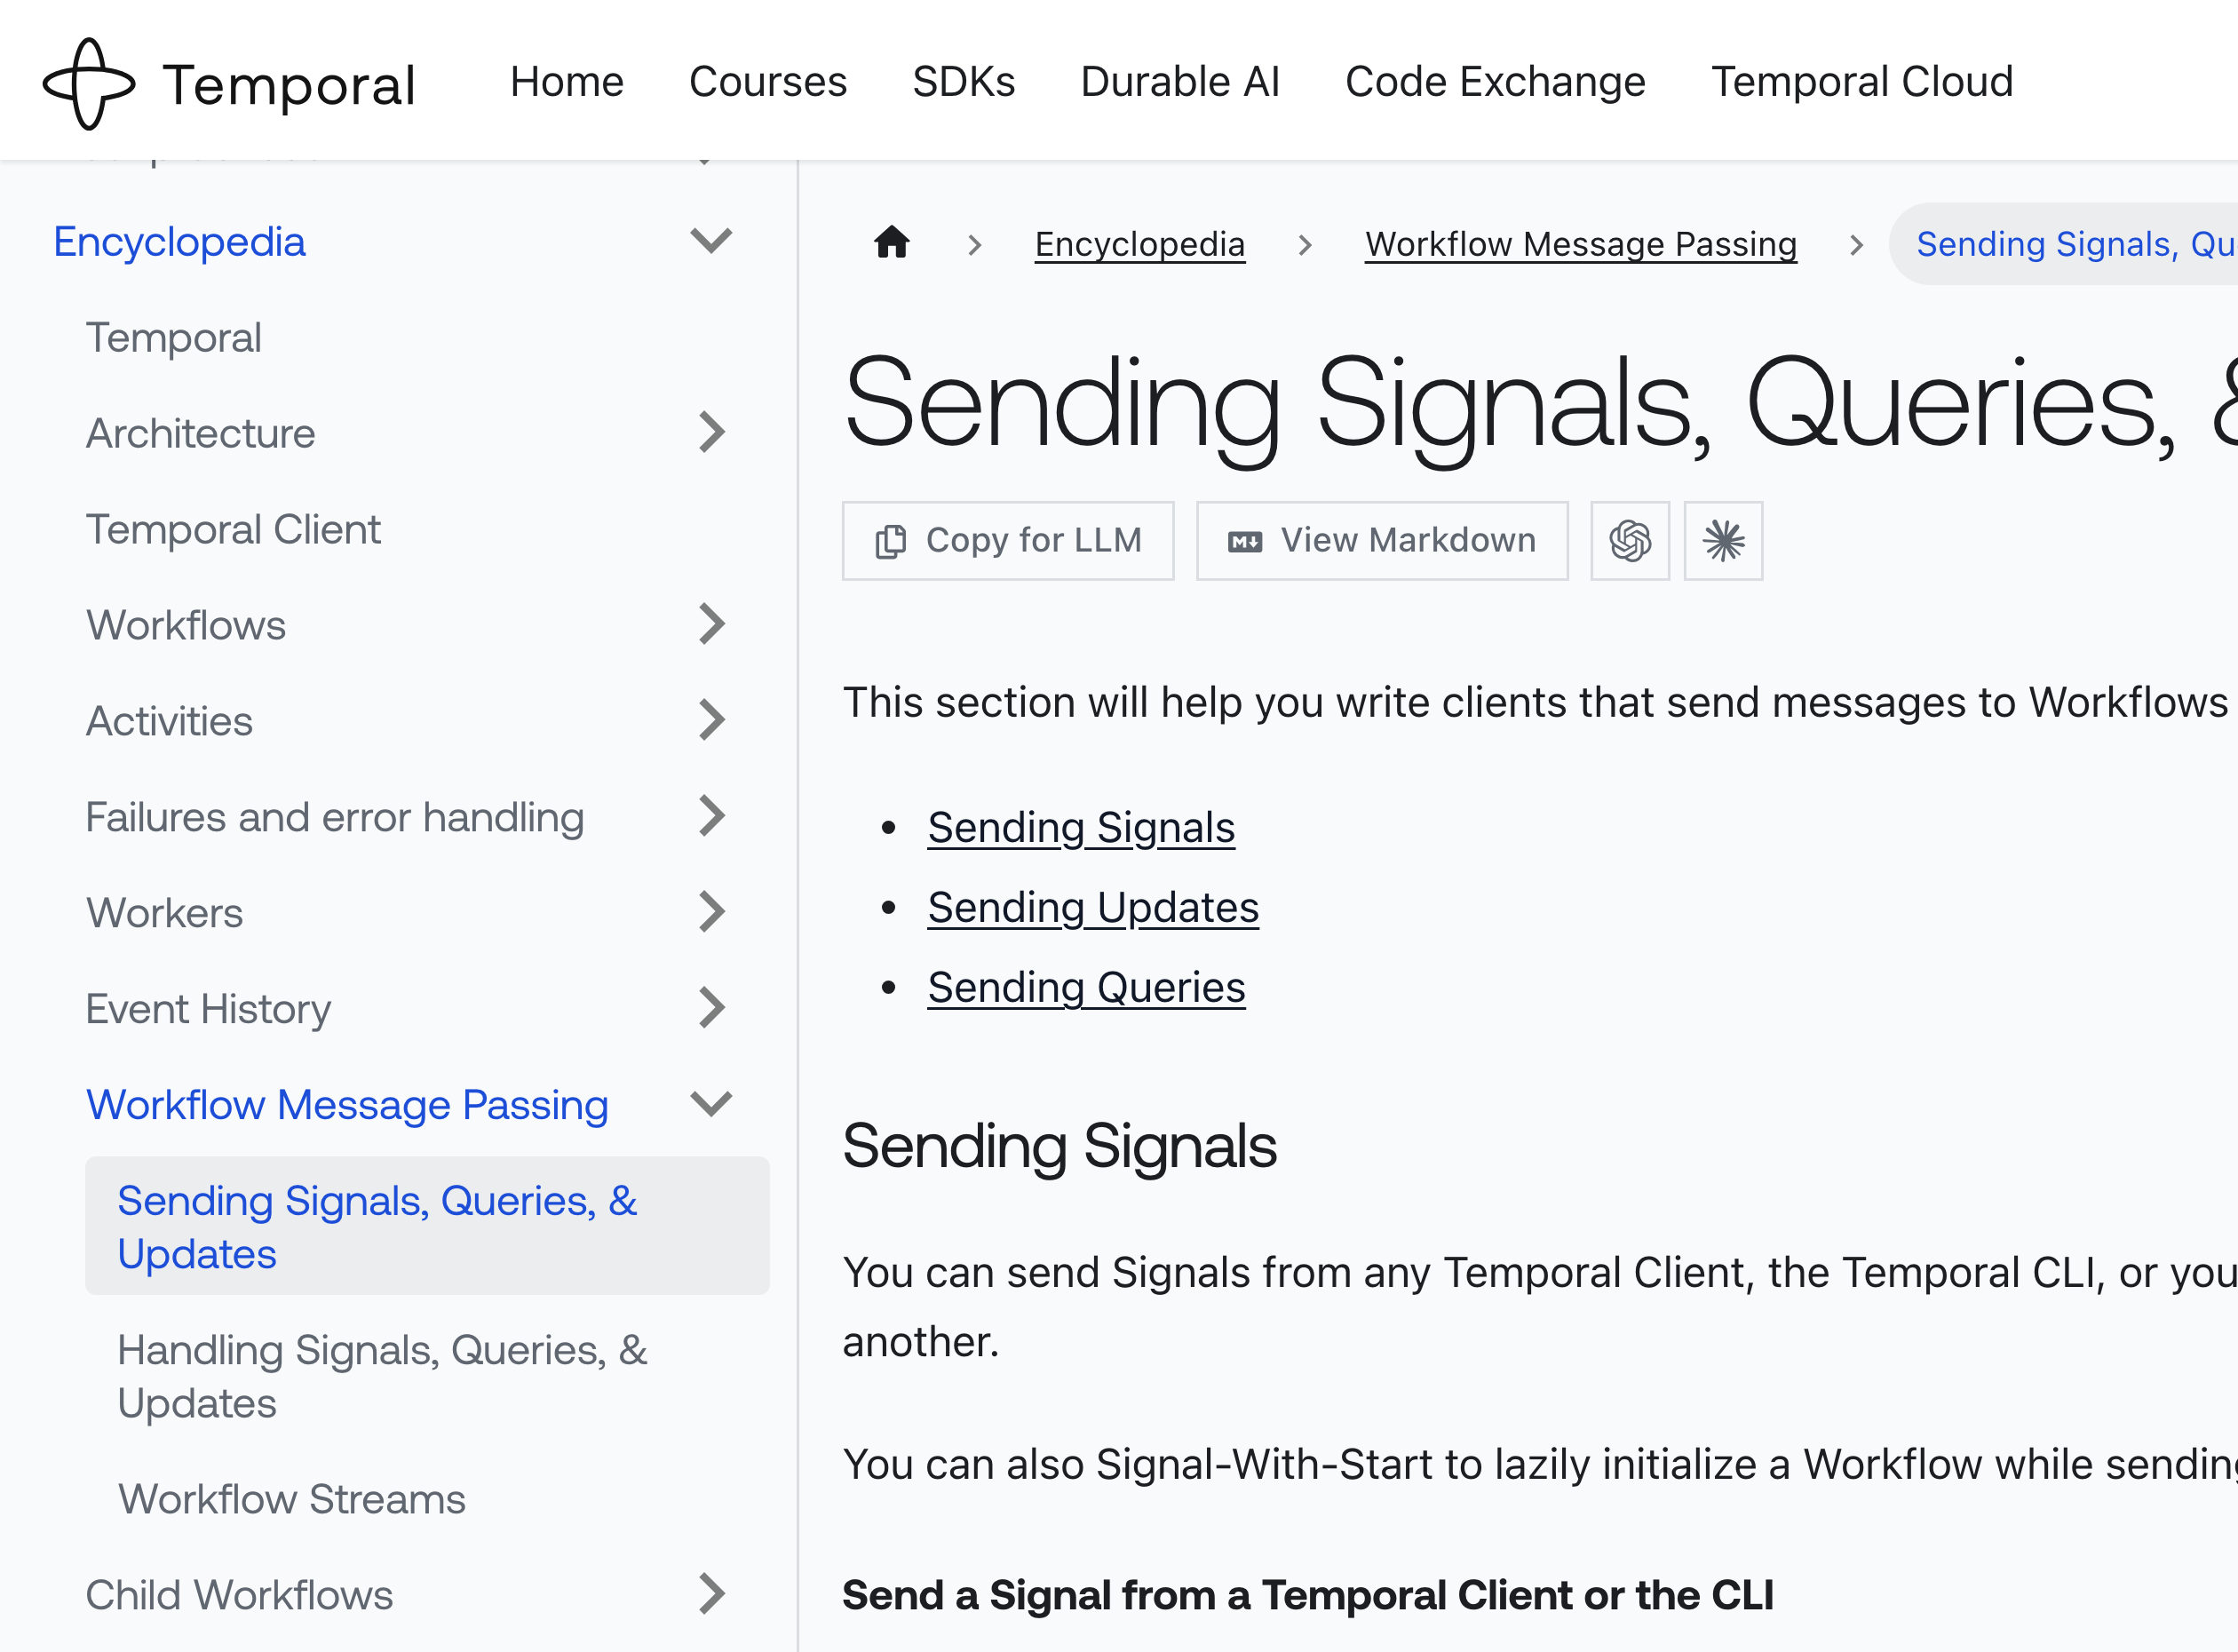 Temporal
Home
Courses
SDKs
Durable AI
Code Exchange
Temporal Cloud
Encyclopedia
Temporal
Architecture
Temporal Client
Workflows
Activities
Failures and error handling
Workers
Event History
Workflow Message Passing
Sending Signals, Queries, &
Updates
Handling Signals, Queries, &
Updates
Workflow Streams
Child Workflows
Encyclopedia
Workflow Message Passing
Sending Signals, Qu
Sending Signals, Queries, &
Copy for LLM
View Markdown
This section will help you write clients that send messages to Workflows
Sending Signals
Sending Updates
Sending Queries
Sending Signals
You can send Signals from any Temporal Client, the Temporal CLI, or you
another.
You can also Signal-With-Start to lazily initialize a Workflow while sending
Send a Signal from a Temporal Client or the CLI